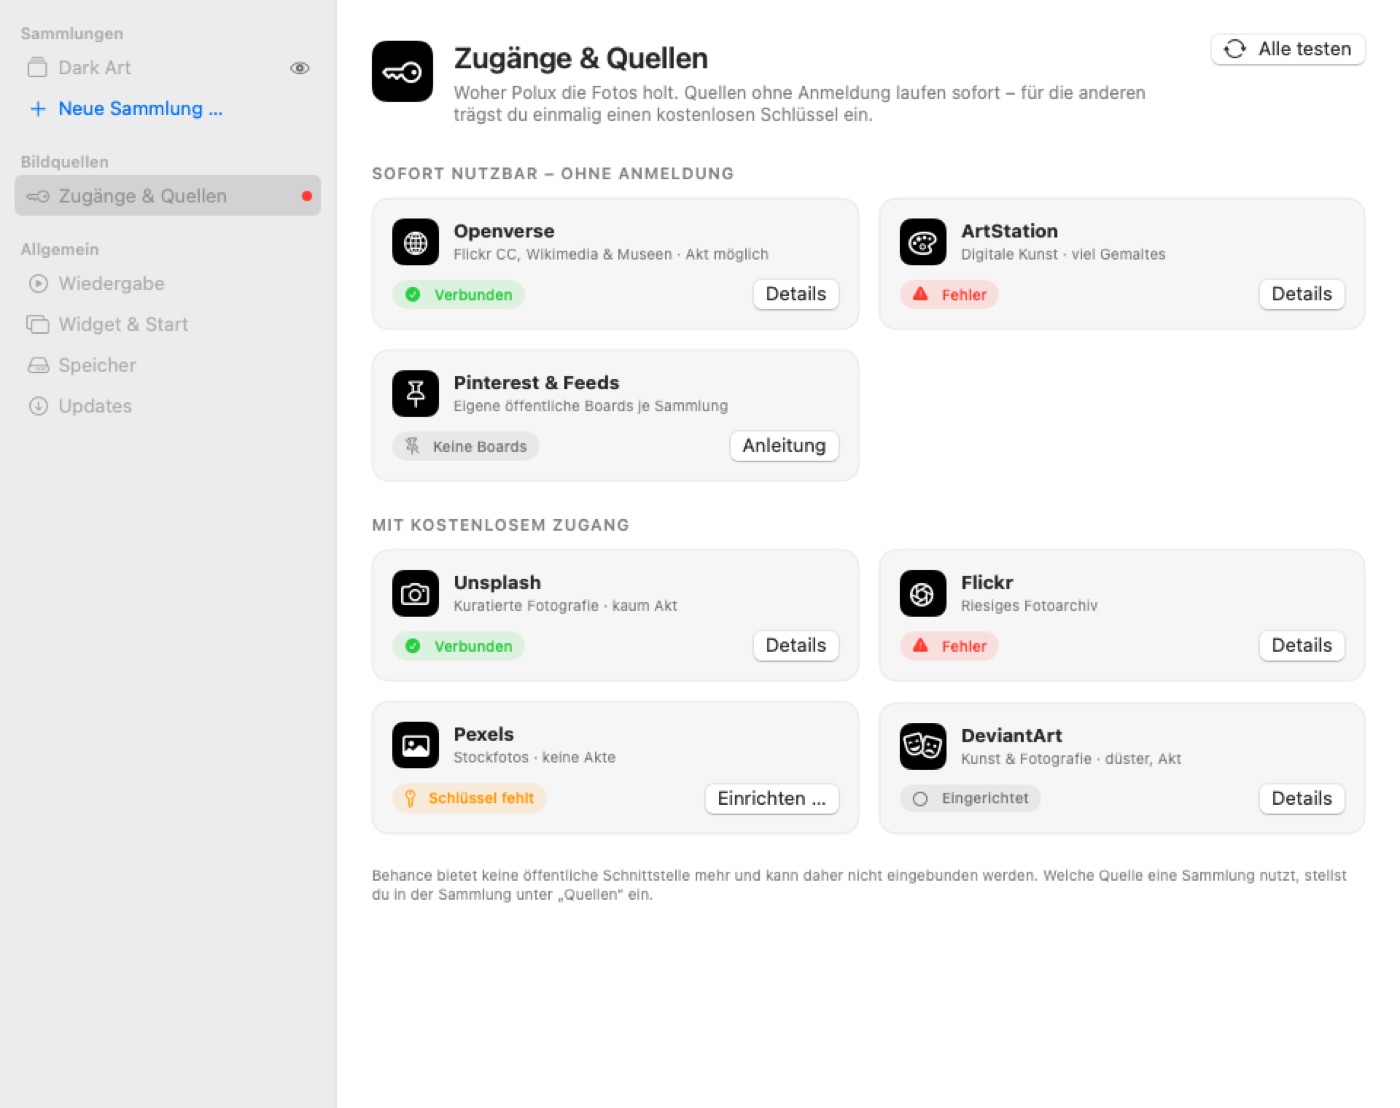 Sammlungen
Dark Art
Neue Sammlung ...
Bildquellen
Zugänge & Quellen
Allgemein
Wiedergabe
Widget & Start
Speicher
Updates
Zugänge & Quellen
Alle testen
Woher Polux die Fotos holt. Quellen ohne Anmeldung laufen sofort – für die anderen
trägst du einmalig einen kostenlosen Schlüssel ein.
SOFORT NUTZBAR – OHNE ANMELDUNG
Openverse
Flickr CC, Wikimedia & Museen · Akt möglich
Verbunden
Details
ArtStation
Digitale Kunst · viel Gemaltes
Fehler
Details
Pinterest & Feeds
Eigene öffentliche Boards je Sammlung
Keine Boards
Anleitung
MIT KOSTENLOSEM ZUGANG
Unsplash
Kuratierte Fotografie · kaum Akt
Verbunden
Details
Flickr
Riesiges Fotoarchiv
Fehler
Details
Pexels
Stockfotos · keine Akte
Schlüssel fehlt
Einrichten ...
DeviantArt
Kunst & Fotografie · düster, Akt
Eingerichtet
Details
Behance bietet keine öffentliche Schnittstelle mehr und kann daher nicht eingebunden werden. Welche Quelle eine Sammlung nutzt, stellst
du in der Sammlung unter „Quellen“ ein.